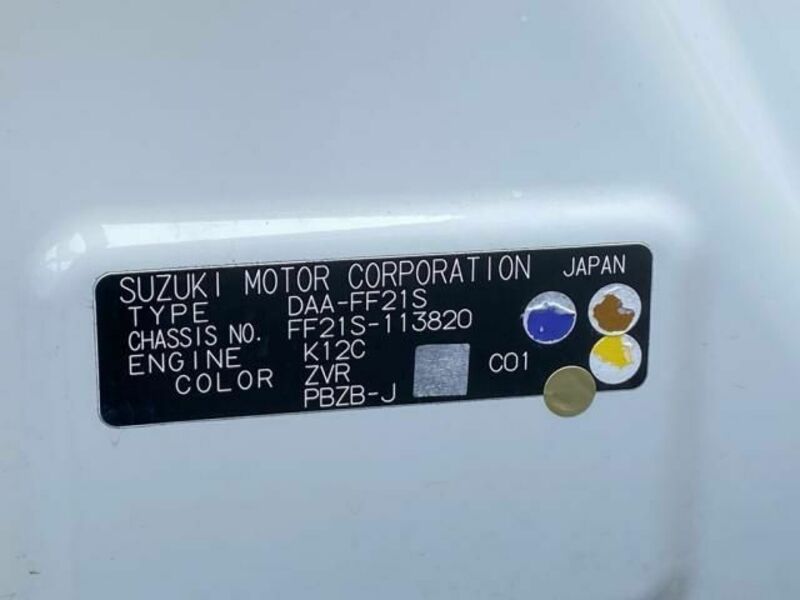 SUZUKI MOTOR CORPORATION JAPAN
TYPE DAA-FF21S
CHASSIS NO. FF21S-113820
ENGINE K12C
COLOR ZVR C01
PBZB-J